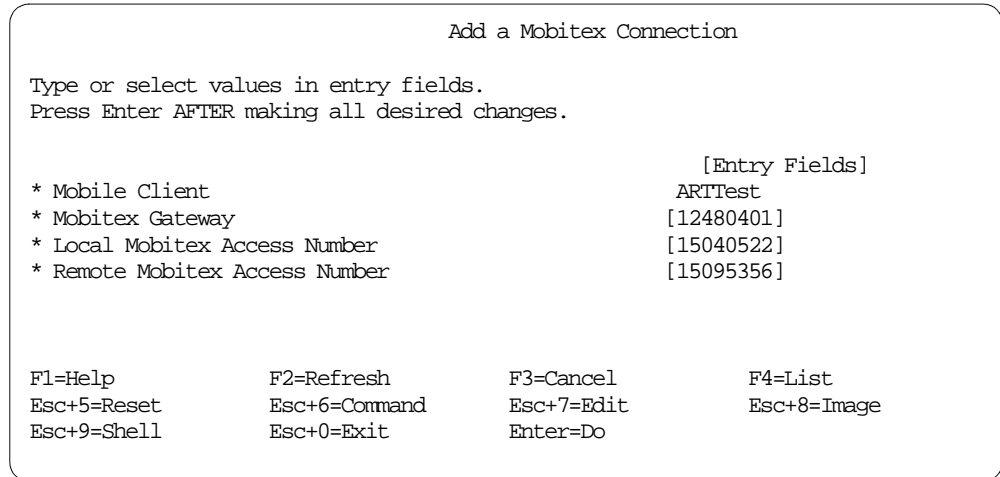 Add a Mobitex Connection
Type or select values in entry fields.
Press Enter AFTER making all desired changes.
[Entry Fields]
* Mobile Client ARTTest
* Mobitex Gateway [12480401]
* Local Mobitex Access Number [15040522]
* Remote Mobitex Access Number [15095356]
F1=Help F2=Refresh F3=Cancel F4=List
Esc+5=Reset Esc+6=Command Esc+7=Edit Esc+8=Image
Esc+9=Shell Esc+0=Exit Enter=Do